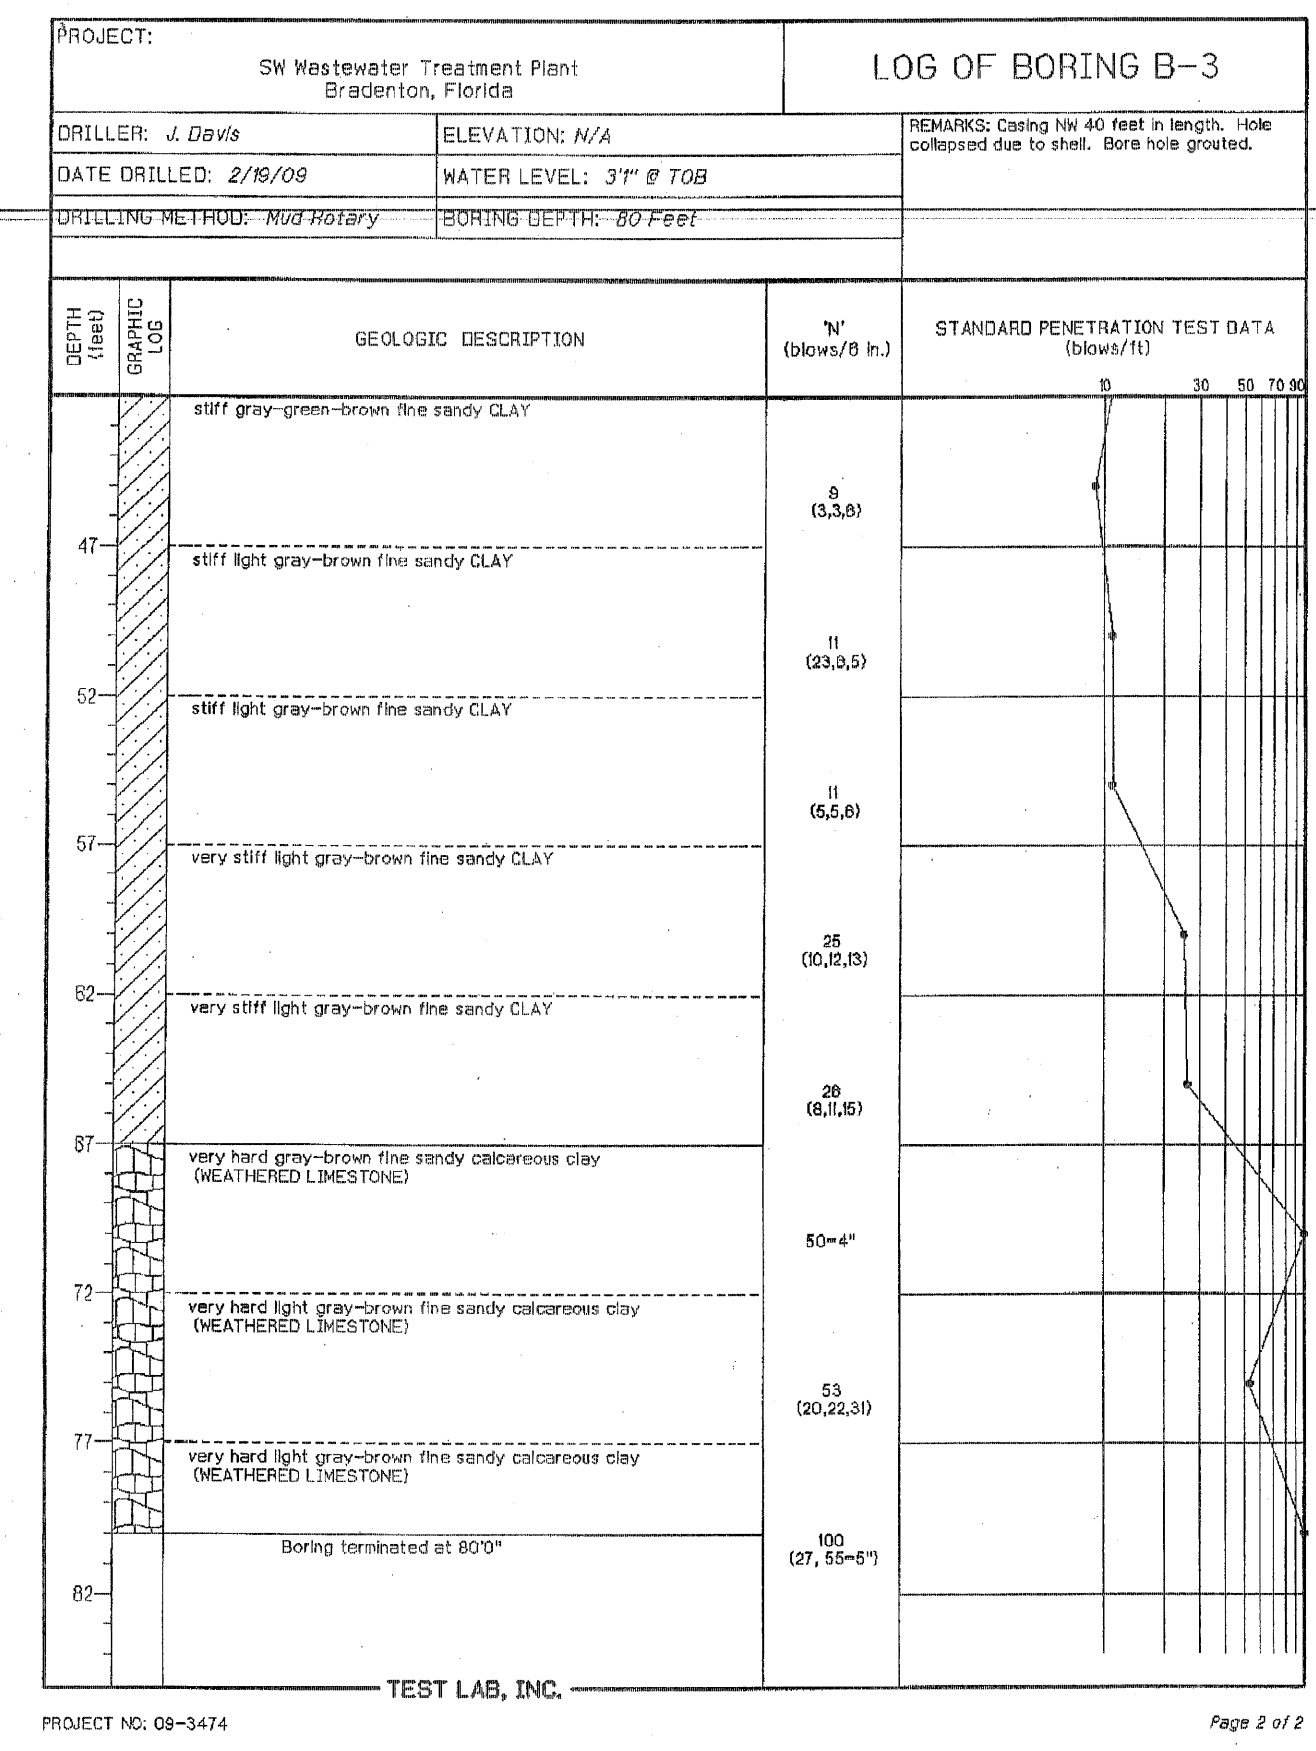 PROJECT:
SW Wastewater Treatment Plant
Bradenton, Florida
LOG OF BORING B-3
DRILLER: J. Davis
ELEVATION: N/A
REMARKS: Casing NW 40 feet in length. Hole
collapsed due to shell. Bore hole grouted.
DATE DRILLED: 2/19/09
WATER LEVEL: 3'1" @ TOB
DRILLING METHOD: Mud Rotary
BORING DEPTH: 80 Feet
DEPTH
(feet)
GRAPHIC
LOG
GEOLOGIC DESCRIPTION
'N'
(blows/6 in.)
STANDARD PENETRATION TEST DATA
(blows/ft)
10 30 50 70 90
stiff gray-green-brown fine sandy CLAY
9
(3,3,6)
47
stiff light gray-brown fine sandy CLAY
11
(23,6,5)
52
stiff light gray-brown fine sandy CLAY
11
(5,5,6)
57
very stiff light gray-brown fine sandy CLAY
25
(10,12,13)
62
very stiff light gray-brown fine sandy CLAY
26
(8,11,15)
67
very hard gray-brown fine sandy calcareous clay
(WEATHERED LIMESTONE)
50=4"
72
very hard light gray-brown fine sandy calcareous clay
(WEATHERED LIMESTONE)
53
(20,22,31)
77
very hard light gray-brown fine sandy calcareous clay
(WEATHERED LIMESTONE)
Boring terminated at 80'0"
100
(27, 55=5")
82
TEST LAB, INC.
PROJECT NO: 09-3474
Page 2 of 2